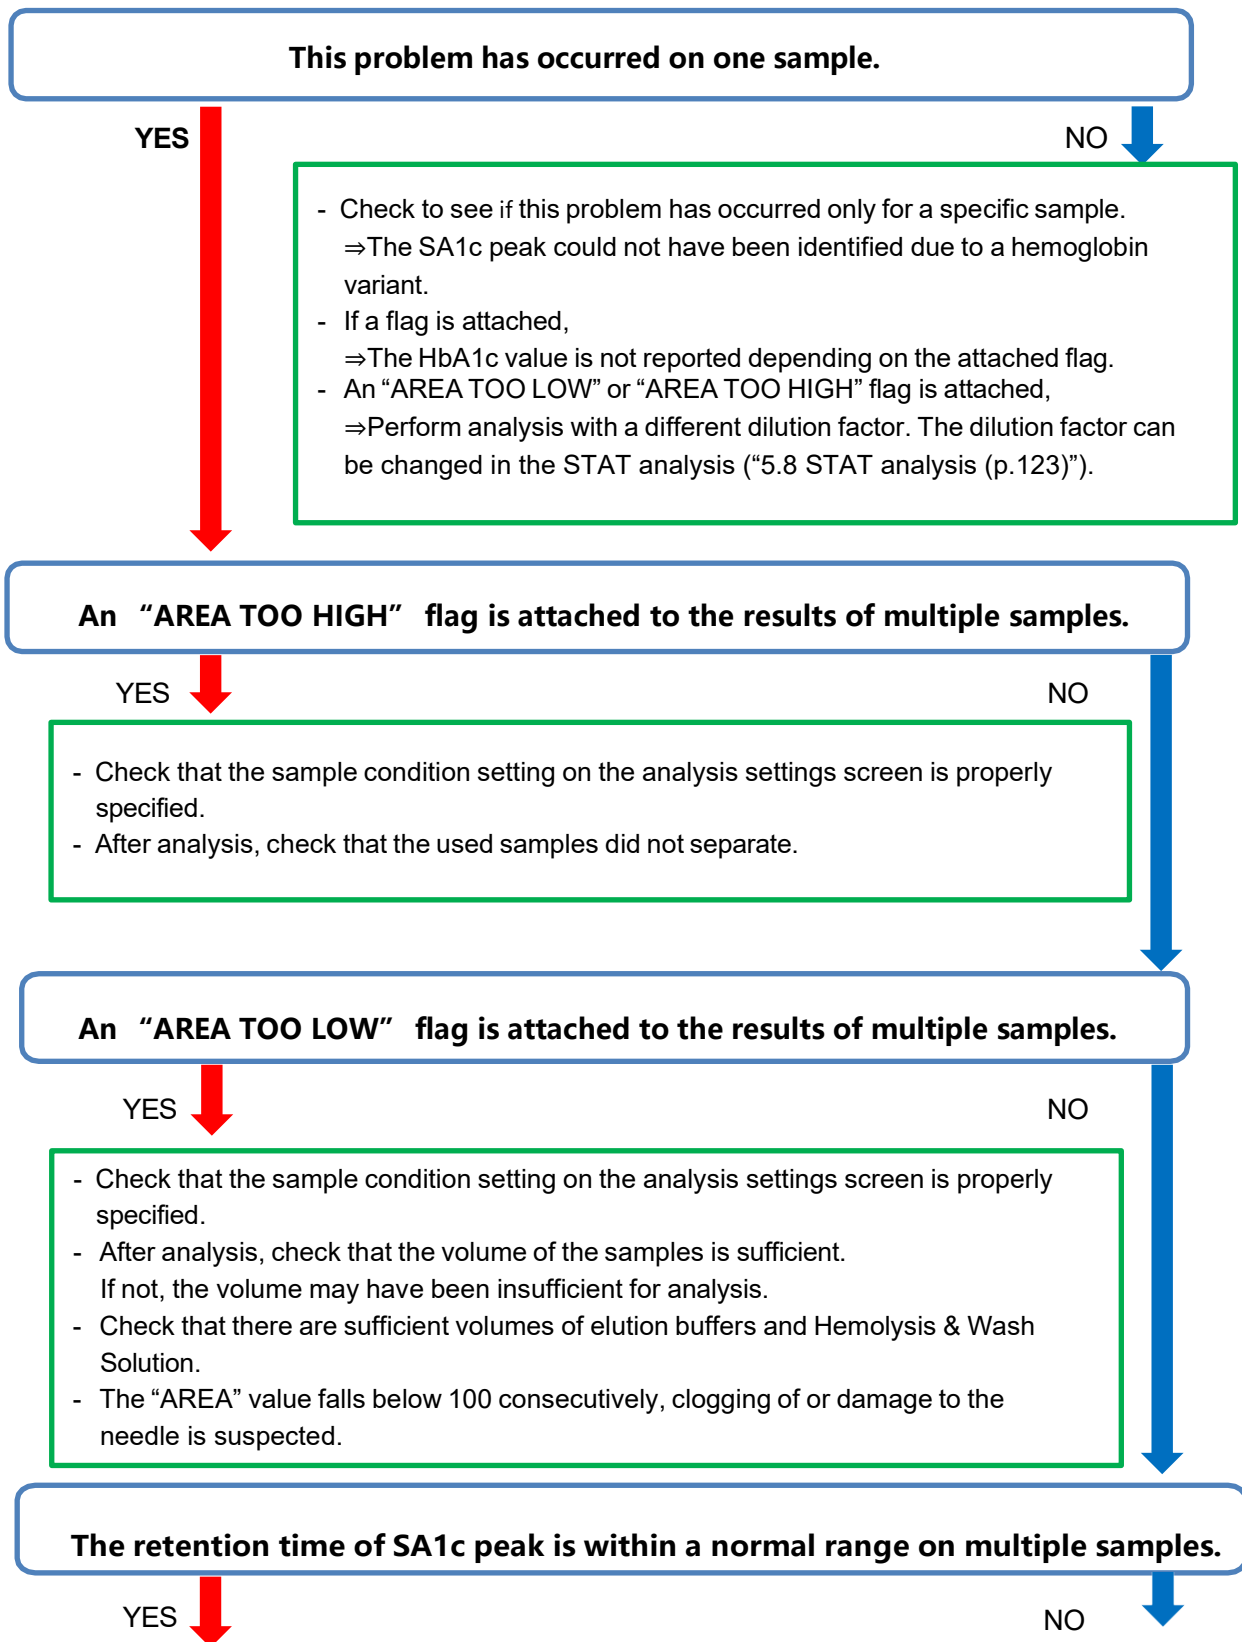 This problem has occurred on one sample.
YES
NO
- Check to see if this problem has occurred only for a specific sample.
⇒The SA1c peak could not have been identified due to a hemoglobin
variant.
- If a flag is attached,
⇒The HbA1c value is not reported depending on the attached flag.
- An “AREA TOO LOW” or “AREA TOO HIGH” flag is attached,
⇒Perform analysis with a different dilution factor. The dilution factor can
be changed in the STAT analysis (“5.8 STAT analysis (p.123)”).
An “AREA TOO HIGH” flag is attached to the results of multiple samples.
YES
NO
- Check that the sample condition setting on the analysis settings screen is properly
specified.
- After analysis, check that the used samples did not separate.
An “AREA TOO LOW” flag is attached to the results of multiple samples.
YES
NO
- Check that the sample condition setting on the analysis settings screen is properly
specified.
- After analysis, check that the volume of the samples is sufficient.
If not, the volume may have been insufficient for analysis.
- Check that there are sufficient volumes of elution buffers and Hemolysis & Wash
Solution.
- The “AREA” value falls below 100 consecutively, clogging of or damage to the
needle is suspected.
The retention time of SA1c peak is within a normal range on multiple samples.
YES
NO